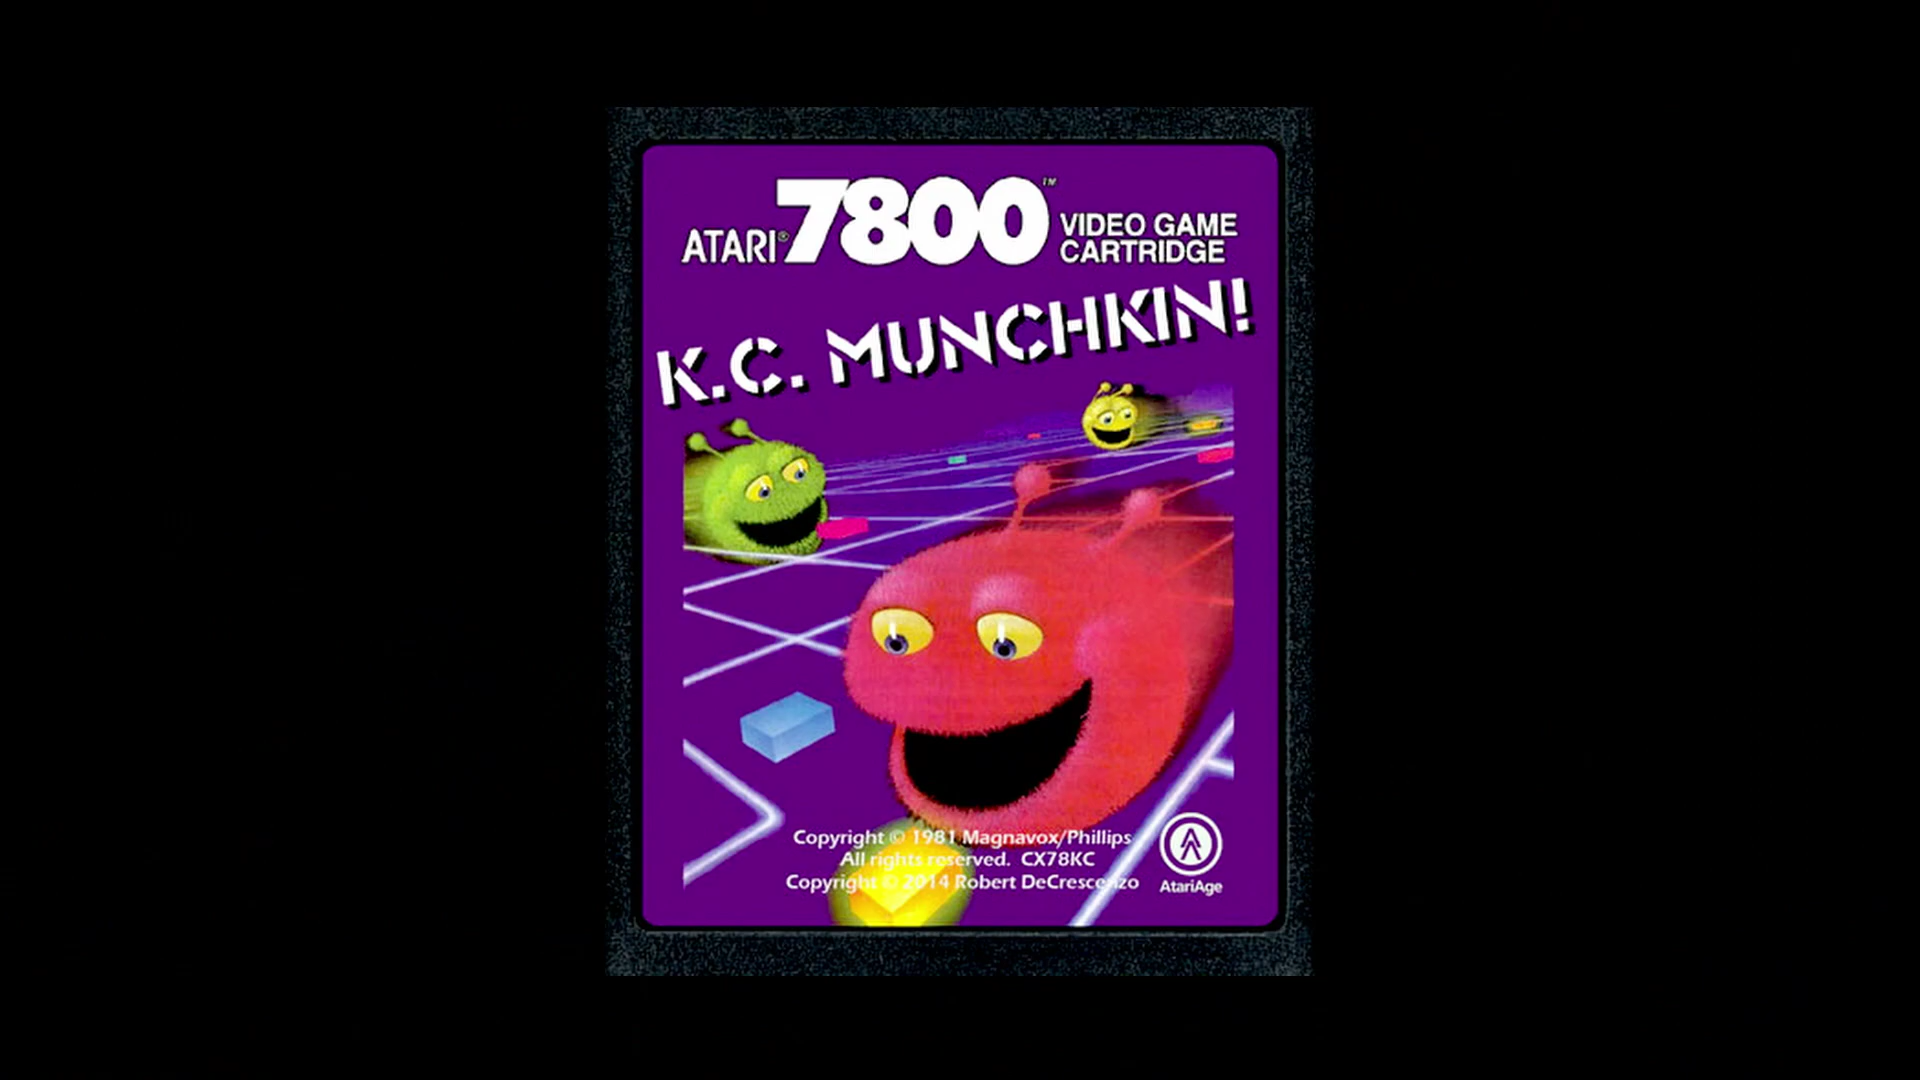 ATARI® 7800™ VIDEO GAME
CARTRIDGE
K.C. MUNCHKIN!
Copyright © 1981 Magnavox/Phillips
All rights reserved. CX78KC
Copyright © 2014 Robert DeCrescenzo
AtariAge